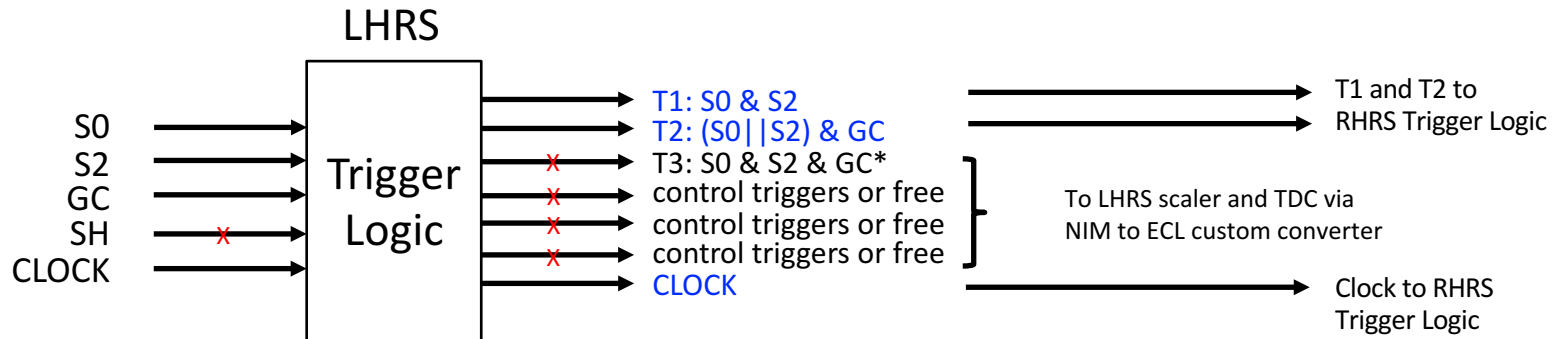 LHRS
S0
S2
GC
SH
CLOCK
X
Trigger
Logic
T1: S0 & S2
T2: (S0||S2) & GC
X
T3: S0 & S2 & GC*
X
control triggers or free
X
control triggers or free
X
control triggers or free
CLOCK
T1 and T2 to
RHRS Trigger Logic
To LHRS scaler and TDC via
NIM to ECL custom converter
Clock to RHRS
Trigger Logic